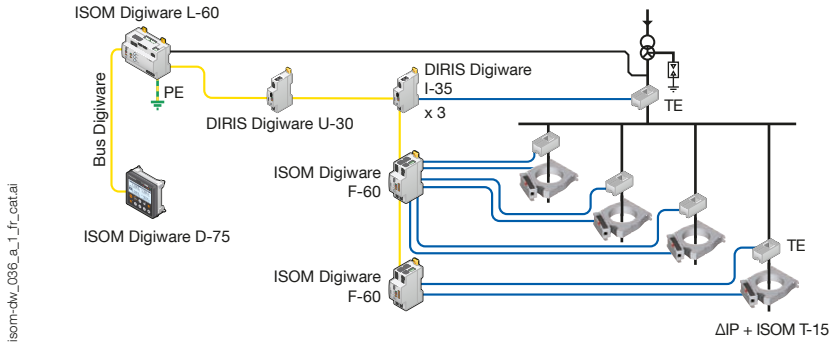 ISOM Digiware L-60
PE
Bus Digiware
DIRIS Digiware U-30
DIRIS Digiware
I-35
x 3
TE
ISOM Digiware D-75
ISOM Digiware
F-60
ISOM Digiware
F-60
TE
ΔIP + ISOM T-15
isom-dw_036_a_1_fr_cat.ai